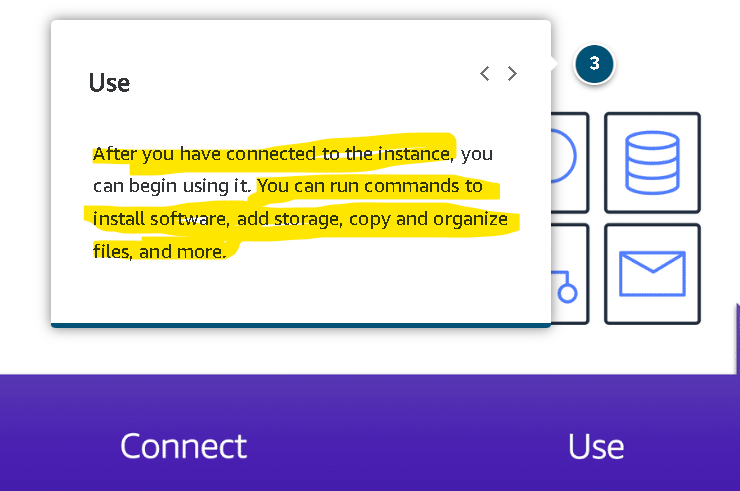 Use
3
After you have connected to the instance, you
can begin using it. You can run commands to
install software, add storage, copy and organize
files, and more.
Connect
Use